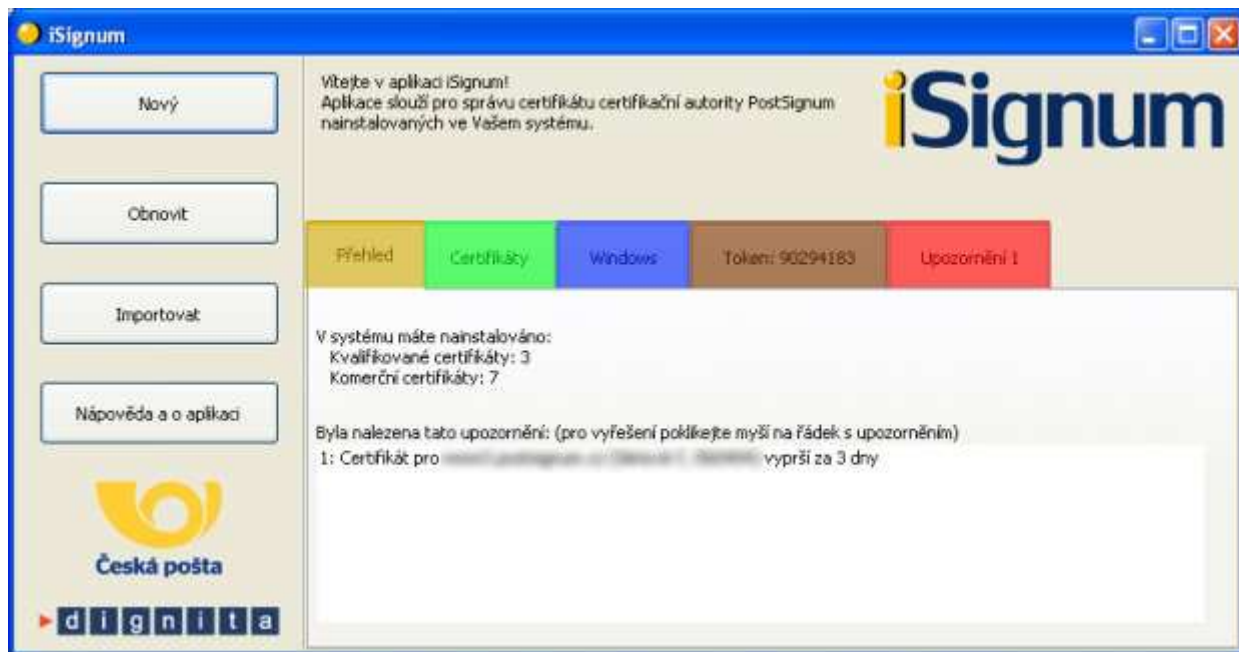 iSignum
Nový
Obnovit
Importovat
Nápověda a o aplikaci
Česká pošta
dignita
Vítejte v aplikaci iSignum!
Aplikace slouží pro správu certifikátu certifikační autority PostSignum
nainstalovaných ve Vašem systému.
iSignum
Přehled
Certifikáty
Windows
Token: 90294183
Upozornění 1
V systému máte nainstalováno:
Kvalifikované certifikáty: 3
Komerční certifikáty: 7
Byla nalezena tato upozornění: (pro vyřešení poklikejte myší na řádek s upozorněním)
1: Certifikát pro vyprší za 3 dny